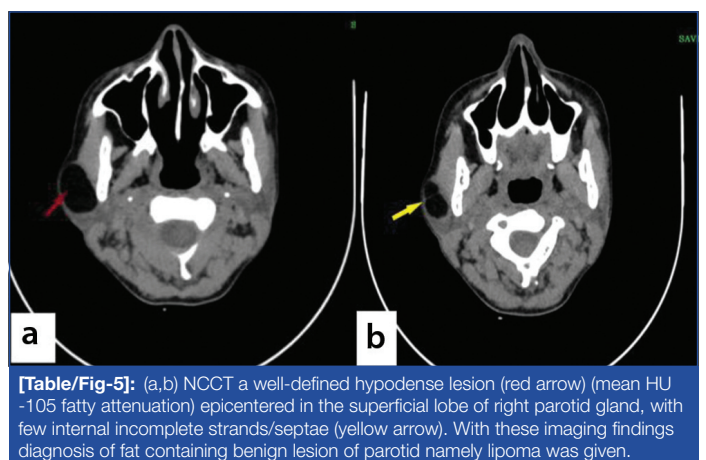 SAV
a
b
[Table/Fig-5]: (a,b) NCCT a well-defined hypodense lesion (red arrow) (mean HU
-105 fatty attenuation) epicentered in the superficial lobe of right parotid gland, with
few internal incomplete strands/septae (yellow arrow). With these imaging findings
diagnosis of fat containing benign lesion of parotid namely lipoma was given.